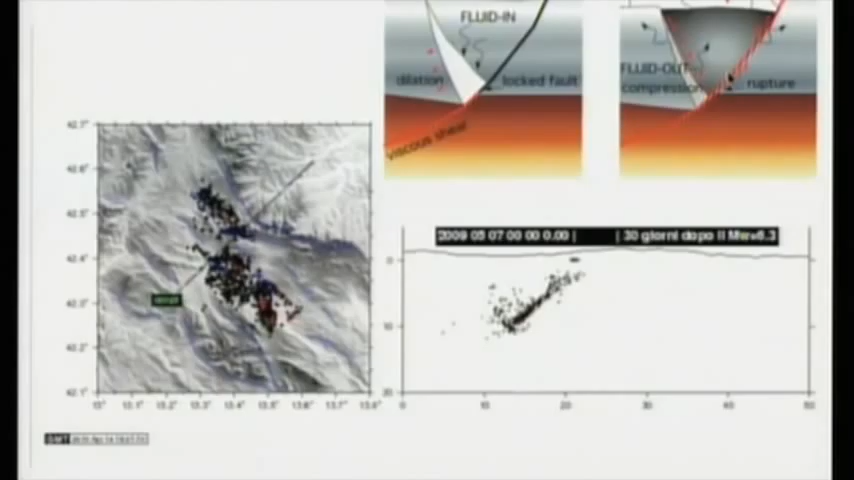 FLUID-IN
dilation
locked fault
viscous shear
FLUID-OUT
compression
rupture
42.7°
42.6°
42.5°
42.4°
42.3°
42.2°
42.1°
13°
13.1°
13.2°
13.3°
13.4°
13.5°
13.6°
13.7°
13.8°
2009 05 07 00 00 0.00 | | 30 giorni dopo il Mw=6.3
0
10
20
0
10
20
30
40
50
GMT